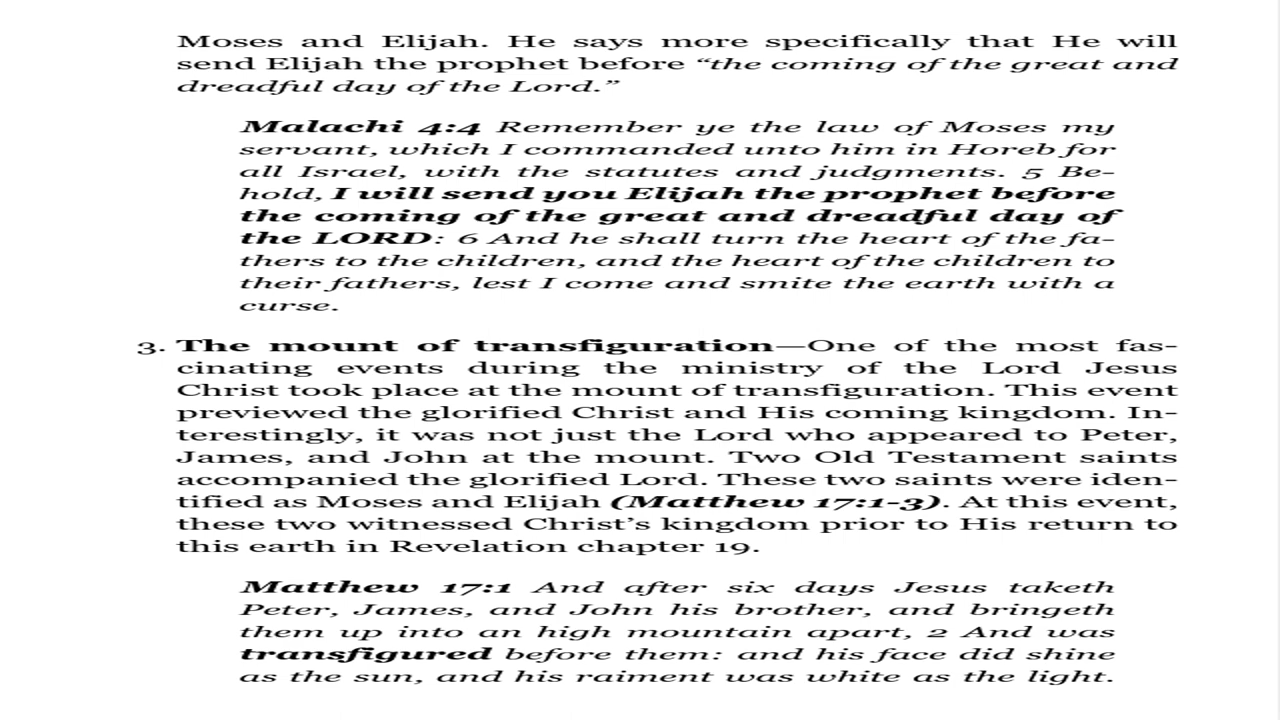 Moses and Elijah. He says more specifically that He will
send Elijah the prophet before “the coming of the great and
dreadful day of the Lord.”
Malachi 4:4 Remember ye the law of Moses my
servant, which I commanded unto him in Horeb for
all Israel, with the statutes and judgments. 5 Be-
hold, I will send you Elijah the prophet before
the coming of the great and dreadful day of
the LORD: 6 And he shall turn the heart of the fa-
thers to the children, and the heart of the children to
their fathers, lest I come and smite the earth with a
curse.
3. The mount of transfiguration—One of the most fas-
cinating events during the ministry of the Lord Jesus
Christ took place at the mount of transfiguration. This event
previewed the glorified Christ and His coming kingdom. In-
terestingly, it was not just the Lord who appeared to Peter,
James, and John at the mount. Two Old Testament saints
accompanied the glorified Lord. These two saints were iden-
tified as Moses and Elijah (Matthew 17:1-3). At this event,
these two witnessed Christ’s kingdom prior to His return to
this earth in Revelation chapter 19.
Matthew 17:1 And after six days Jesus taketh
Peter, James, and John his brother, and bringeth
them up into an high mountain apart, 2 And was
transfigured before them: and his face did shine
as the sun, and his raiment was white as the light.